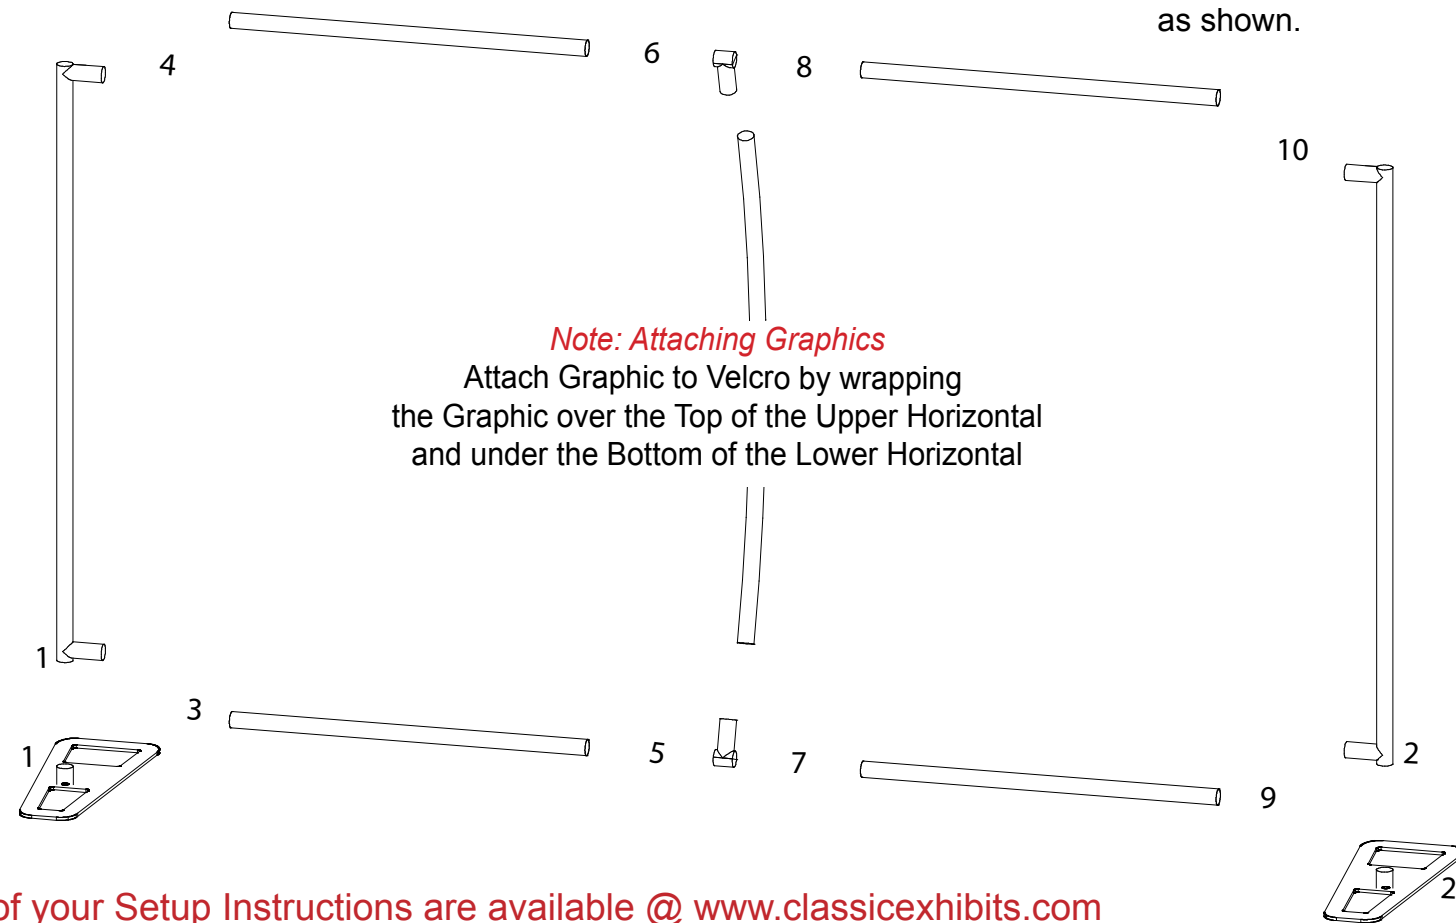 as shown.
4
6
8
10
Note: Attaching Graphics
Attach Graphic to Velcro by wrapping
the Graphic over the Top of the Upper Horizontal
and under the Bottom of the Lower Horizontal
1
3
1
5
7
2
9
2
of your Setup Instructions are available @ www.classicexhibits.com